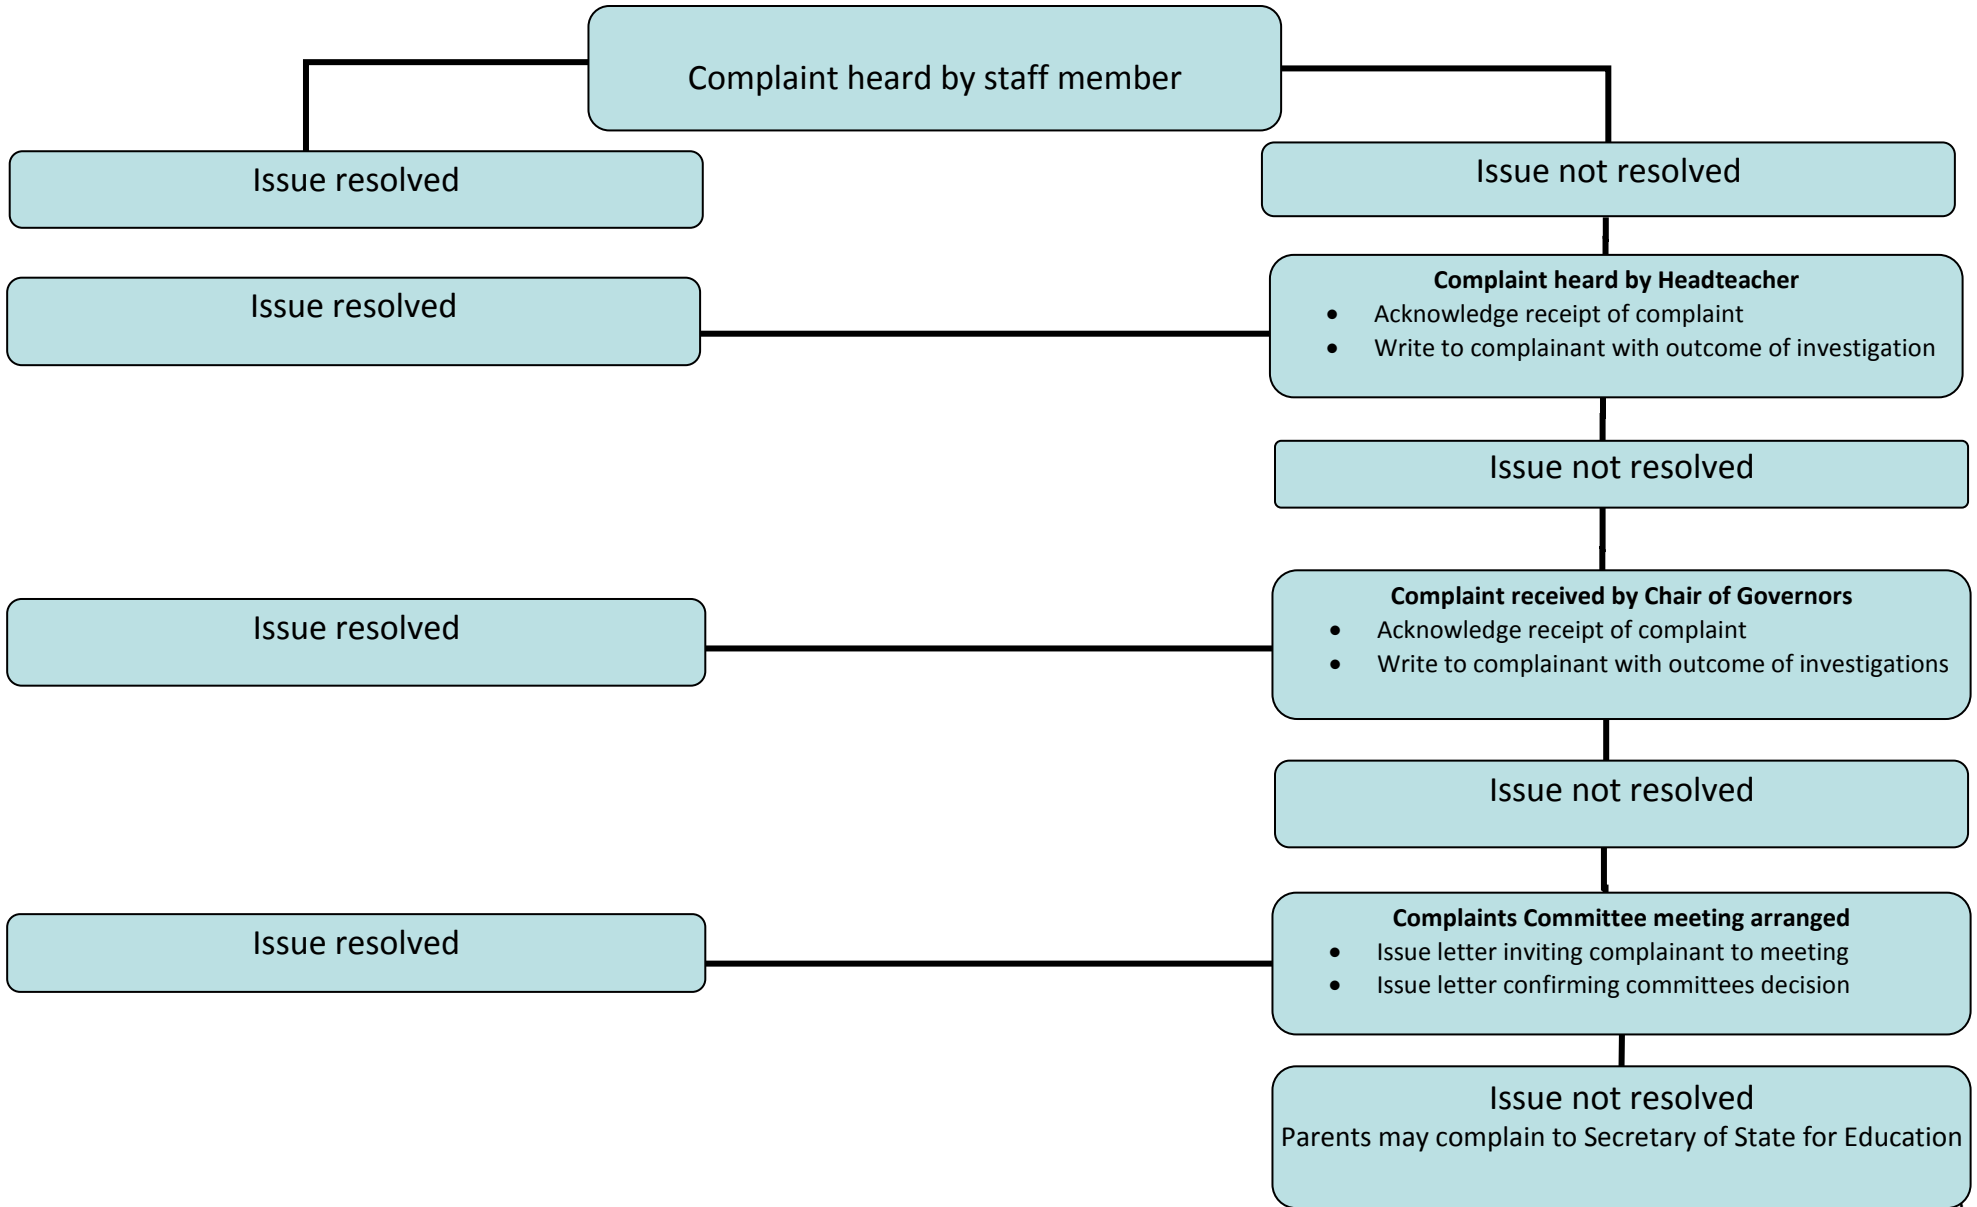 Complaint heard by staff member
Issue resolved
Issue not resolved
Issue resolved
Complaint heard by Headteacher
• Acknowledge receipt of complaint
• Write to complainant with outcome of investigation
Issue not resolved
Issue resolved
Complaint received by Chair of Governors
• Acknowledge receipt of complaint
• Write to complainant with outcome of investigations
Issue not resolved
Issue resolved
Complaints Committee meeting arranged
• Issue letter inviting complainant to meeting
• Issue letter confirming committees decision
Issue not resolved
Parents may complain to Secretary of State for Education